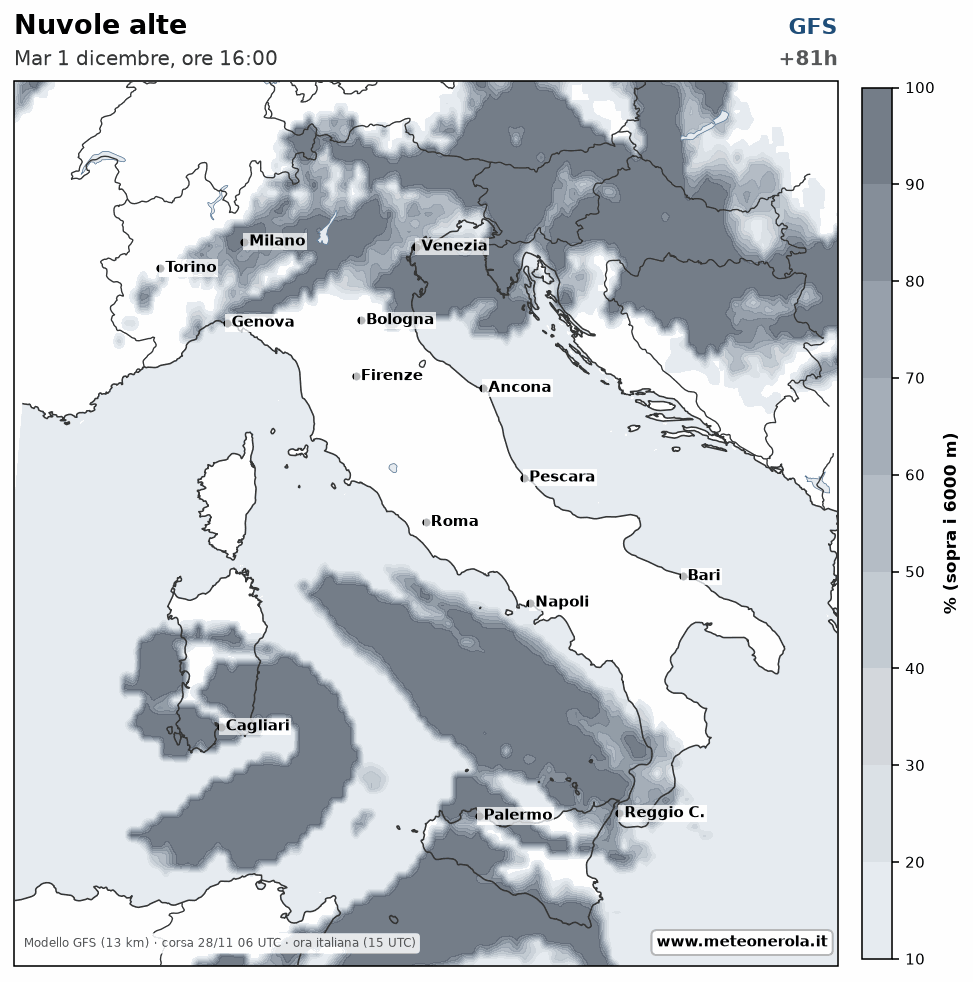 Nuvole alte
GFS
Mar 1 dicembre, ore 16:00
+81h
Milano
Venezia
Torino
Genova
Bologna
Firenze
Ancona
Pescara
Roma
Bari
Napoli
Cagliari
Palermo
Reggio C.
Modello GFS (13 km) · corsa 28/11 06 UTC · ora italiana (15 UTC)
www.meteonerola.it
100
90
80
70
60
50
40
30
20
10
% (sopra i 6000 m)